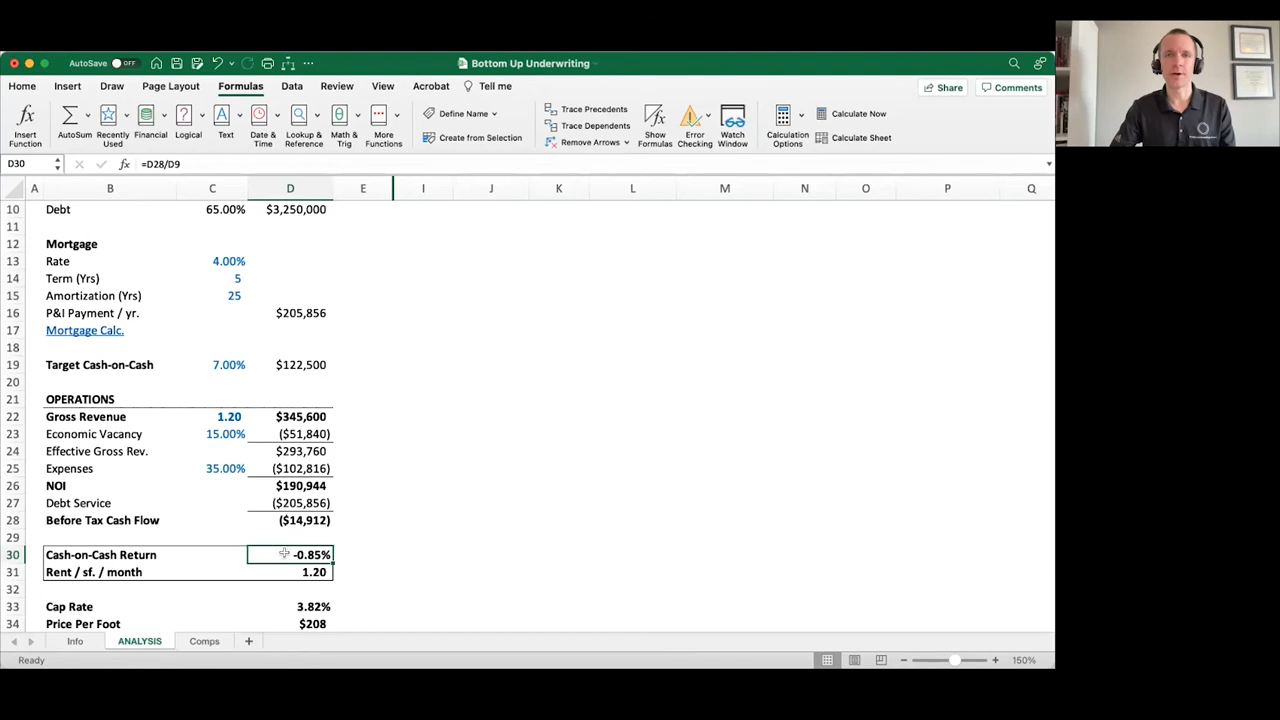 AutoSave OFF
Bottom Up Underwriting
Home Insert Draw Page Layout Formulas Data Review View Acrobat Tell me Share Comments
Insert Function
AutoSum
Recently Used
Financial
Logical
Text
Date & Time
Lookup & Reference
Math & Trig
More Functions
Define Name
Create from Selection
Trace Precedents
Trace Dependents
Remove Arrows
Show Formulas
Error Checking
Watch Window
Calculation Options
Calculate Now
Calculate Sheet
D30 fx =D28/D9
A B C D E I J K L M N O P Q
10 Debt 65.00% $3,250,000
11
12 Mortgage
13 Rate 4.00%
14 Term (Yrs) 5
15 Amortization (Yrs) 25
16 P&I Payment / yr. $205,856
17 Mortgage Calc.
18
19 Target Cash-on-Cash 7.00% $122,500
20
21 OPERATIONS
22 Gross Revenue 1.20 $345,600
23 Economic Vacancy 15.00% ($51,840)
24 Effective Gross Rev. $293,760
25 Expenses 35.00% ($102,816)
26 NOI $190,944
27 Debt Service ($205,856)
28 Before Tax Cash Flow ($14,912)
29
30 Cash-on-Cash Return -0.85%
31 Rent / sf. / month 1.20
32
33 Cap Rate 3.82%
34 Price Per Foot $208
Info ANALYSIS Comps +
Ready 150%